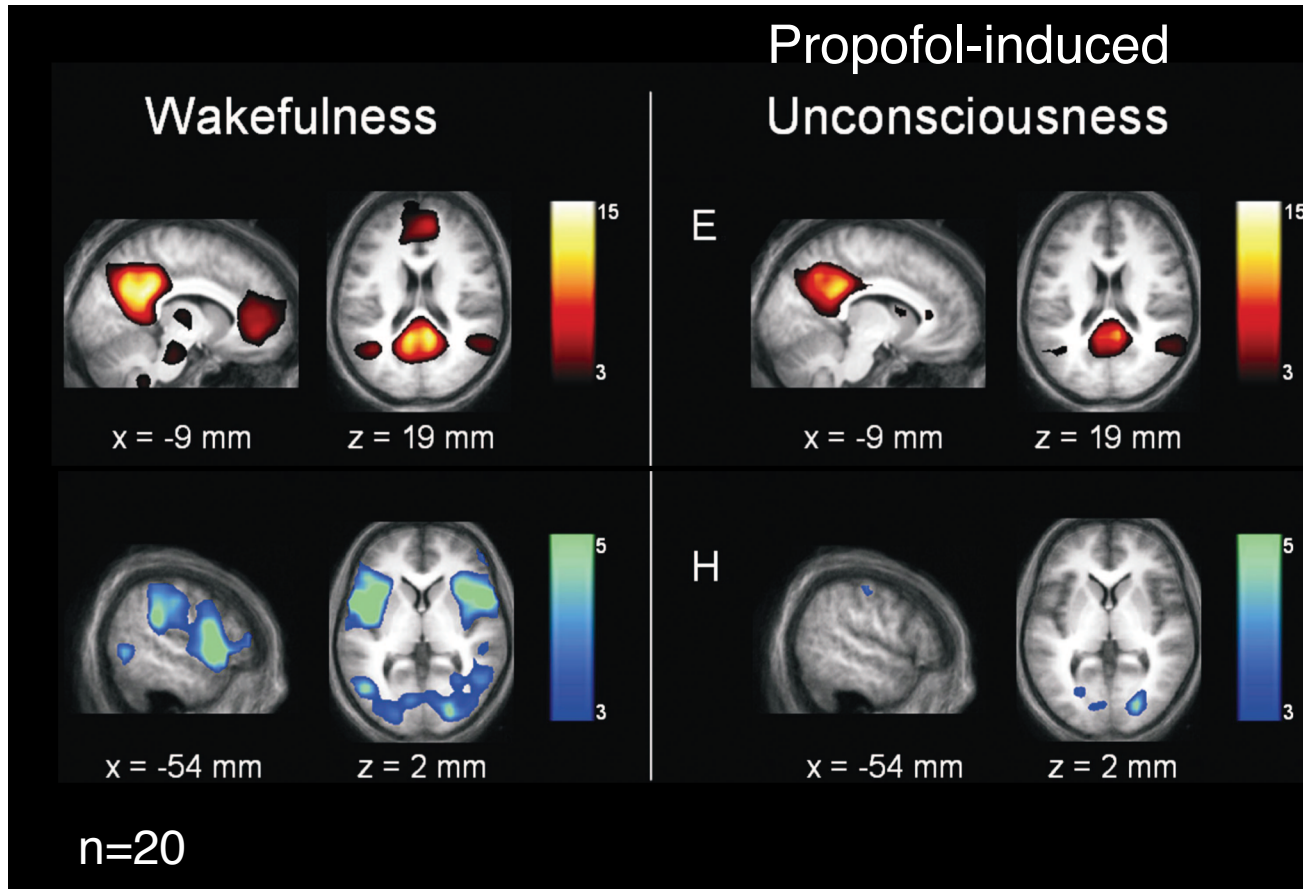 Propofol-induced
Wakefulness
Unconsciousness
15
3
x = -9 mm
z = 19 mm
E
15
3
x = -9 mm
z = 19 mm
5
3
x = -54 mm
z = 2 mm
H
5
3
x = -54 mm
z = 2 mm
n=20